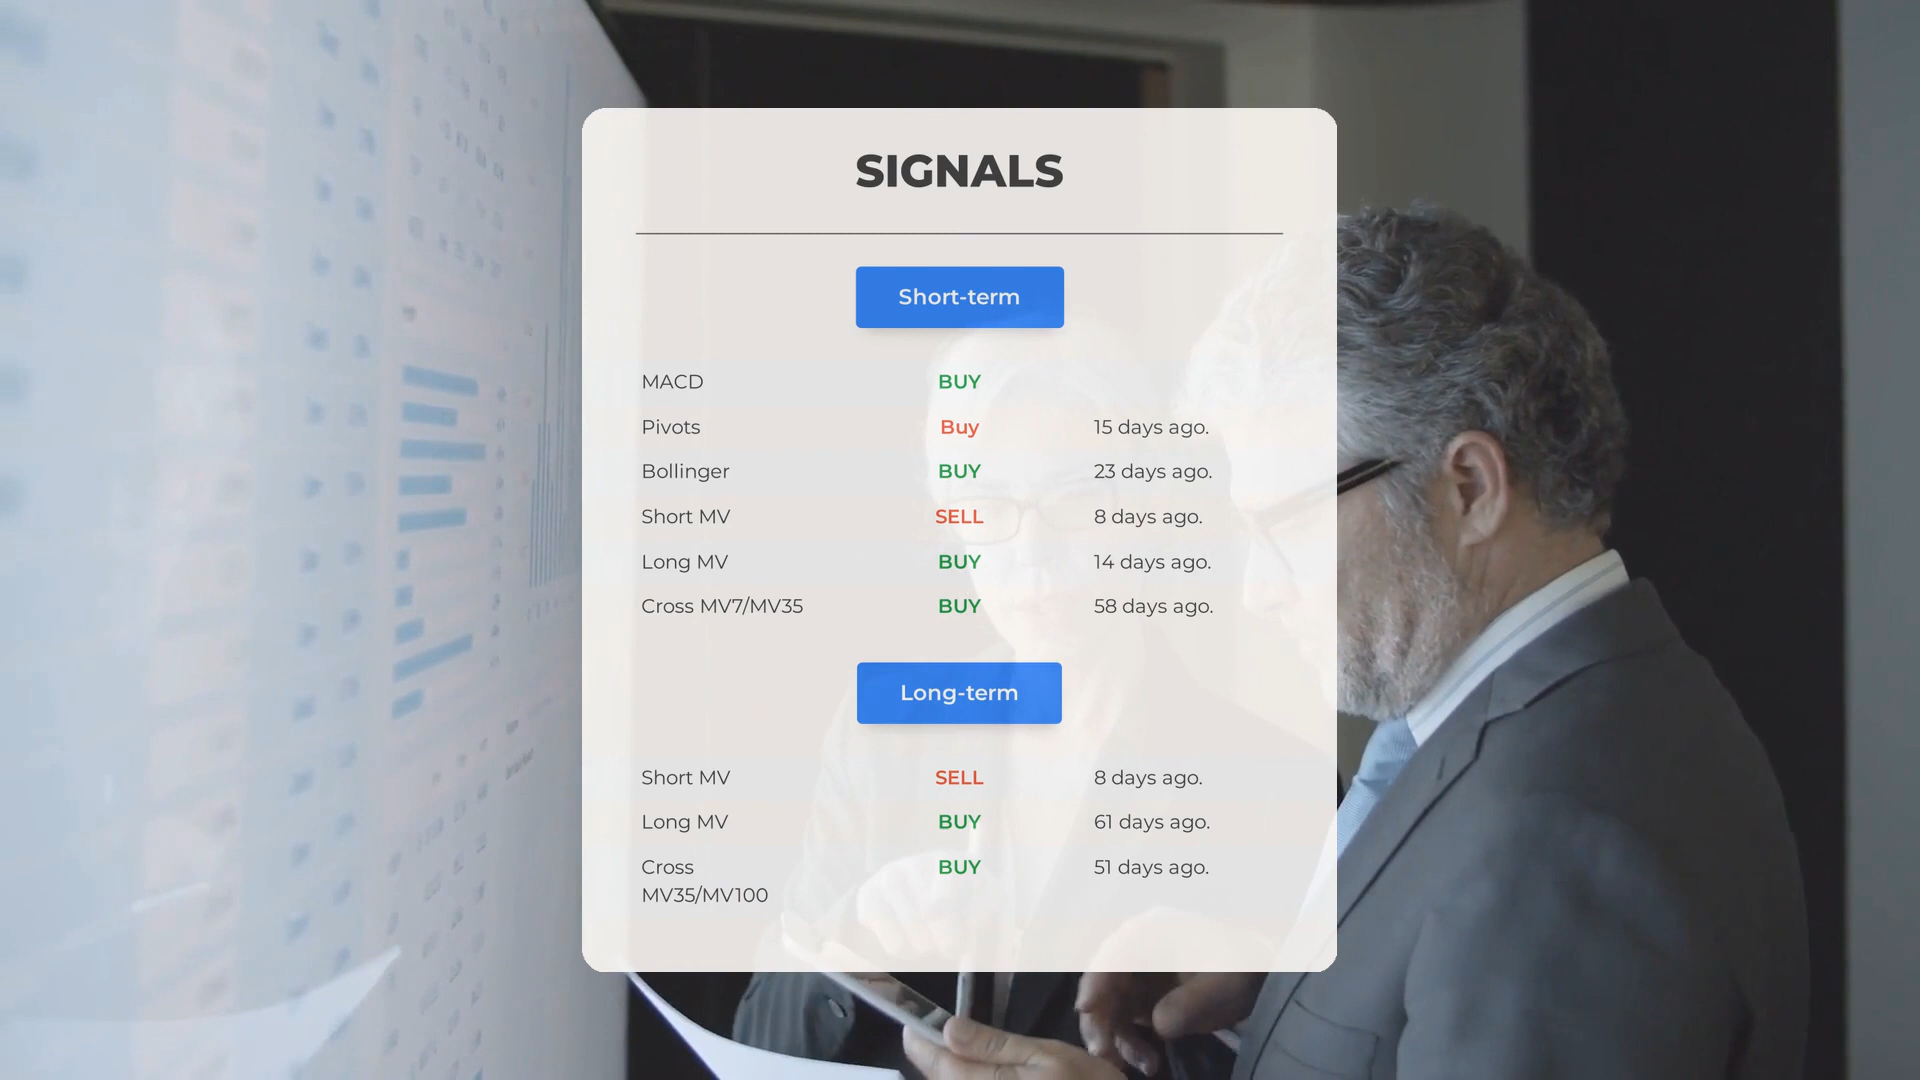 SIGNALS
Short-term
MACD BUY
Pivots Buy 15 days ago.
Bollinger BUY 23 days ago.
Short MV SELL 8 days ago.
Long MV BUY 14 days ago.
Cross MV7/MV35 BUY 58 days ago.
Long-term
Short MV SELL 8 days ago.
Long MV BUY 61 days ago.
Cross BUY 51 days ago.
MV35/MV100